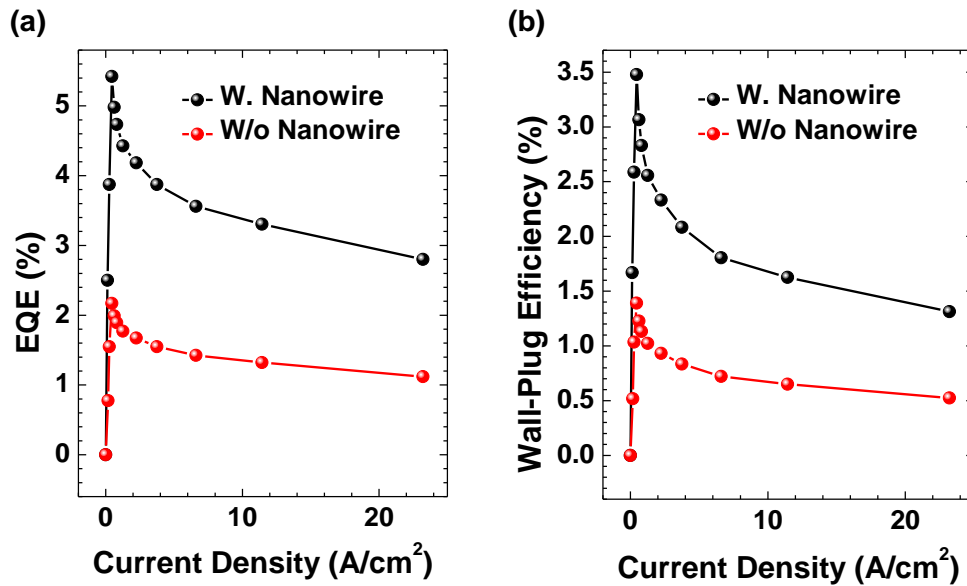 (a)
EQE (%)
5
4
3
2
1
0
W. Nanowire
W/o Nanowire
0 10 20
Current Density (A/cm²)
(b)
Wall-Plug Efficiency (%)
3.5
3.0
2.5
2.0
1.5
1.0
0.5
0.0
W. Nanowire
W/o Nanowire
0 10 20
Current Density (A/cm²)